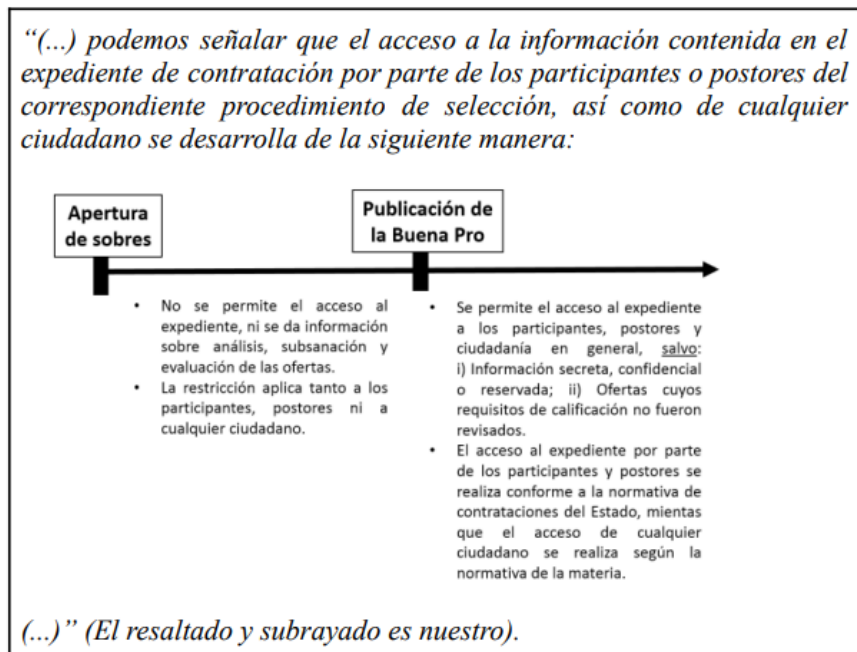 “(...) podemos señalar que el acceso a la información contenida en el
expediente de contratación por parte de los participantes o postores del
correspondiente procedimiento de selección, así como de cualquier
ciudadano se desarrolla de la siguiente manera:
Apertura
de sobres
Publicación de
la Buena Pro
• No se permite el acceso al
expediente, ni se da información
sobre análisis, subsanación y
evaluación de las ofertas.
• La restricción aplica tanto a los
participantes, postores ni a
cualquier ciudadano.
• Se permite el acceso al expediente
a los participantes, postores y
ciudadanía en general, salvo:
i) Información secreta, confidencial
o reservada; ii) Ofertas cuyos
requisitos de calificación no fueron
revisados.
• El acceso al expediente por parte
de los participantes y postores se
realiza conforme a la normativa de
contrataciones del Estado, mientas
que el acceso de cualquier
ciudadano se realiza según la
normativa de la materia.
(...)” (El resaltado y subrayado es nuestro).